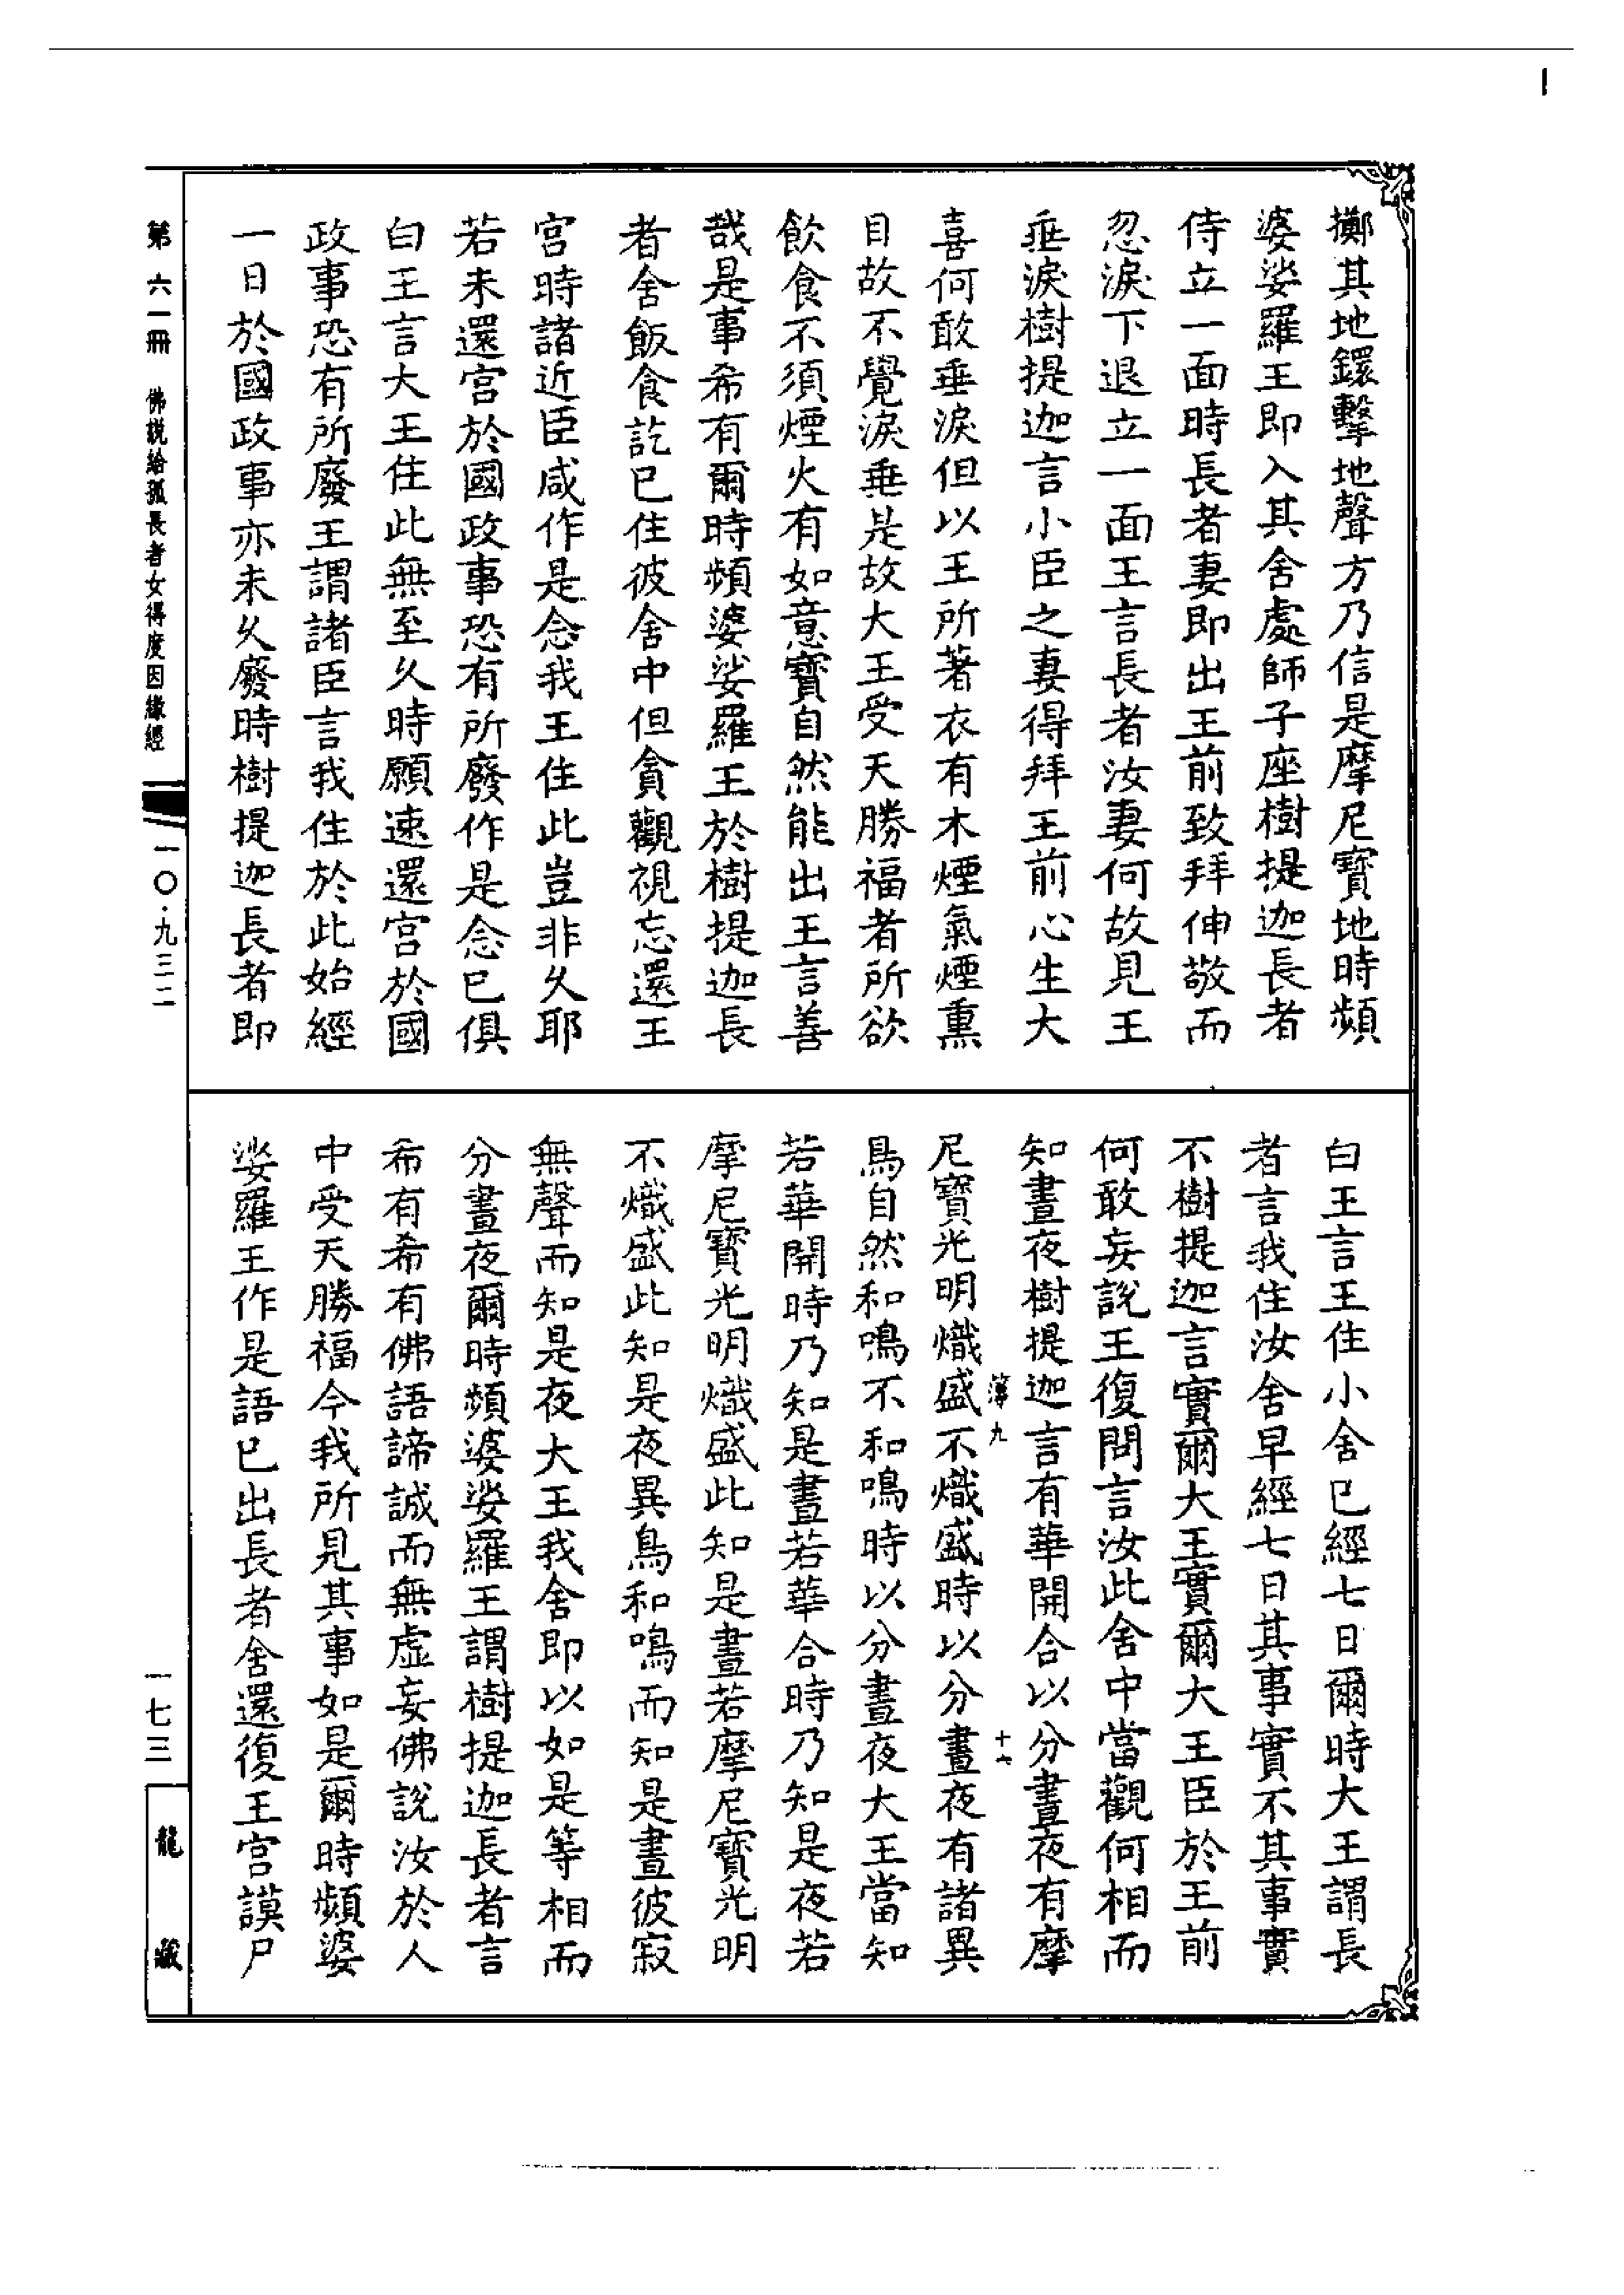 擲其地鐶擊地聲方乃信是摩尼寶地時頻
婆娑羅王即入其舍處師子座樹提迦長者
侍立一面時長者妻即出王前致拜伸敬而
忽淚下退立一面王言長者汝妻何故見王
垂淚樹提迦言小臣之妻得拜王前心生大
喜何敢垂淚但以王所著衣有木煙氣煙熏
目故不覺淚垂是故大王受天勝福者所欲
飲食不須煙火有如意寶自然能出王言善
哉是事希有爾時頻婆娑羅王於樹提迦長
者舍飯食訖已住彼舍中但貪觀視忘還王
宮時諸近臣咸作是念我王住此豈非久耶
若未還宮於國政事恐有所廢作是念已俱
白王言大王住此無至久時願速還宮於國
政事恐有所廢王謂諸臣言我住於此始經
一日於國政事亦未久廢時樹提迦長者即
白王言王住小舍已經七日爾時大王謂長
者言我住汝舍早經七日其事實不其事實
不樹提迦言實爾大王實爾大王臣於王前
何敢妄說王復問言汝此舍中當觀何相而
知晝夜樹提迦言有華開合以分晝夜有摩
薄九
十七
尼寶光明熾盛不熾盛時以分晝夜有諸異
鳥自然和鳴不和鳴時以分晝夜大王當知
若華開時乃知是晝若華合時乃知是夜若
摩尼寶光明熾盛此知是晝若摩尼寶光明
不熾盛此知是夜異鳥和鳴而知是晝彼寂
無聲而知是夜大王我舍即以如是等相而
分晝夜爾時頻婆娑羅王謂樹提迦長者言
希有希有佛語諦誠而無虛妄佛說汝於人
中受天勝福今我所見其事如是爾時頻婆
娑羅王作是語已出長者舍還復王宮謨尸
第六一冊 佛説給孤長者女得度因緣經
一〇·九三二
一七三
龍藏